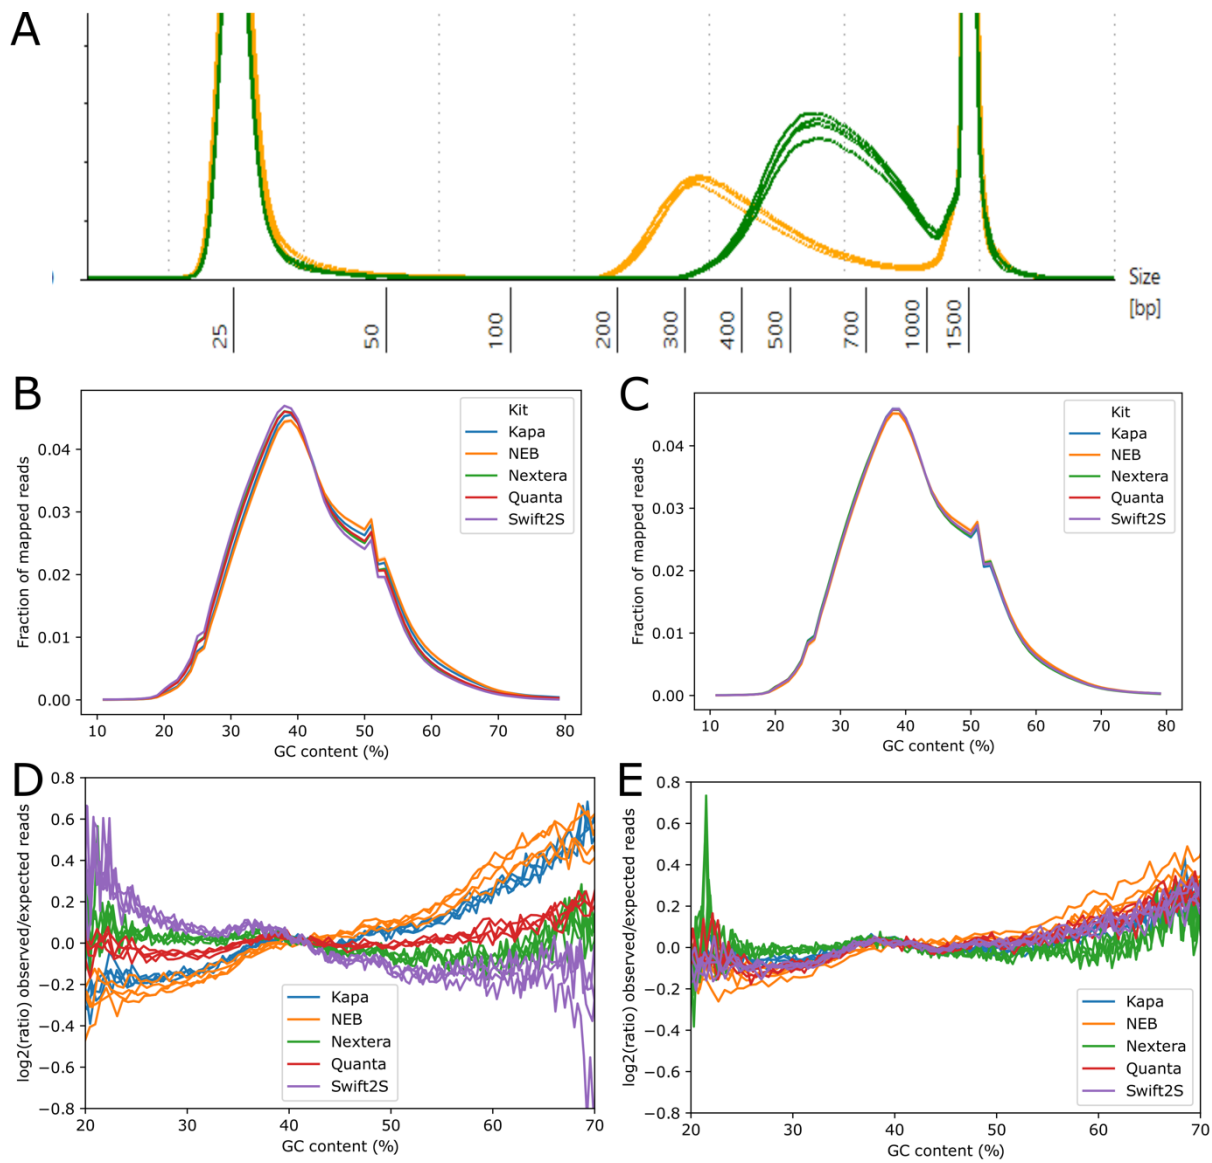 A
Size
[bp]
25
50
100
200
300
400
500
700
1000
1500
B
Fraction of mapped reads
0.04
0.03
0.02
0.01
0.00
Kit
Kapa
NEB
Nextera
Quanta
Swift2S
10 20 30 40 50 60 70 80
GC content (%)
C
Fraction of mapped reads
0.04
0.03
0.02
0.01
0.00
Kit
Kapa
NEB
Nextera
Quanta
Swift2S
10 20 30 40 50 60 70 80
GC content (%)
D
log2(ratio) observed/expected reads
0.8
0.6
0.4
0.2
0.0
−0.2
−0.4
−0.6
−0.8
Kapa
NEB
Nextera
Quanta
Swift2S
20 30 40 50 60 70
GC content (%)
E
log2(ratio) observed/expected reads
0.8
0.6
0.4
0.2
0.0
−0.2
−0.4
−0.6
−0.8
Kapa
NEB
Nextera
Quanta
Swift2S
20 30 40 50 60 70
GC content (%)